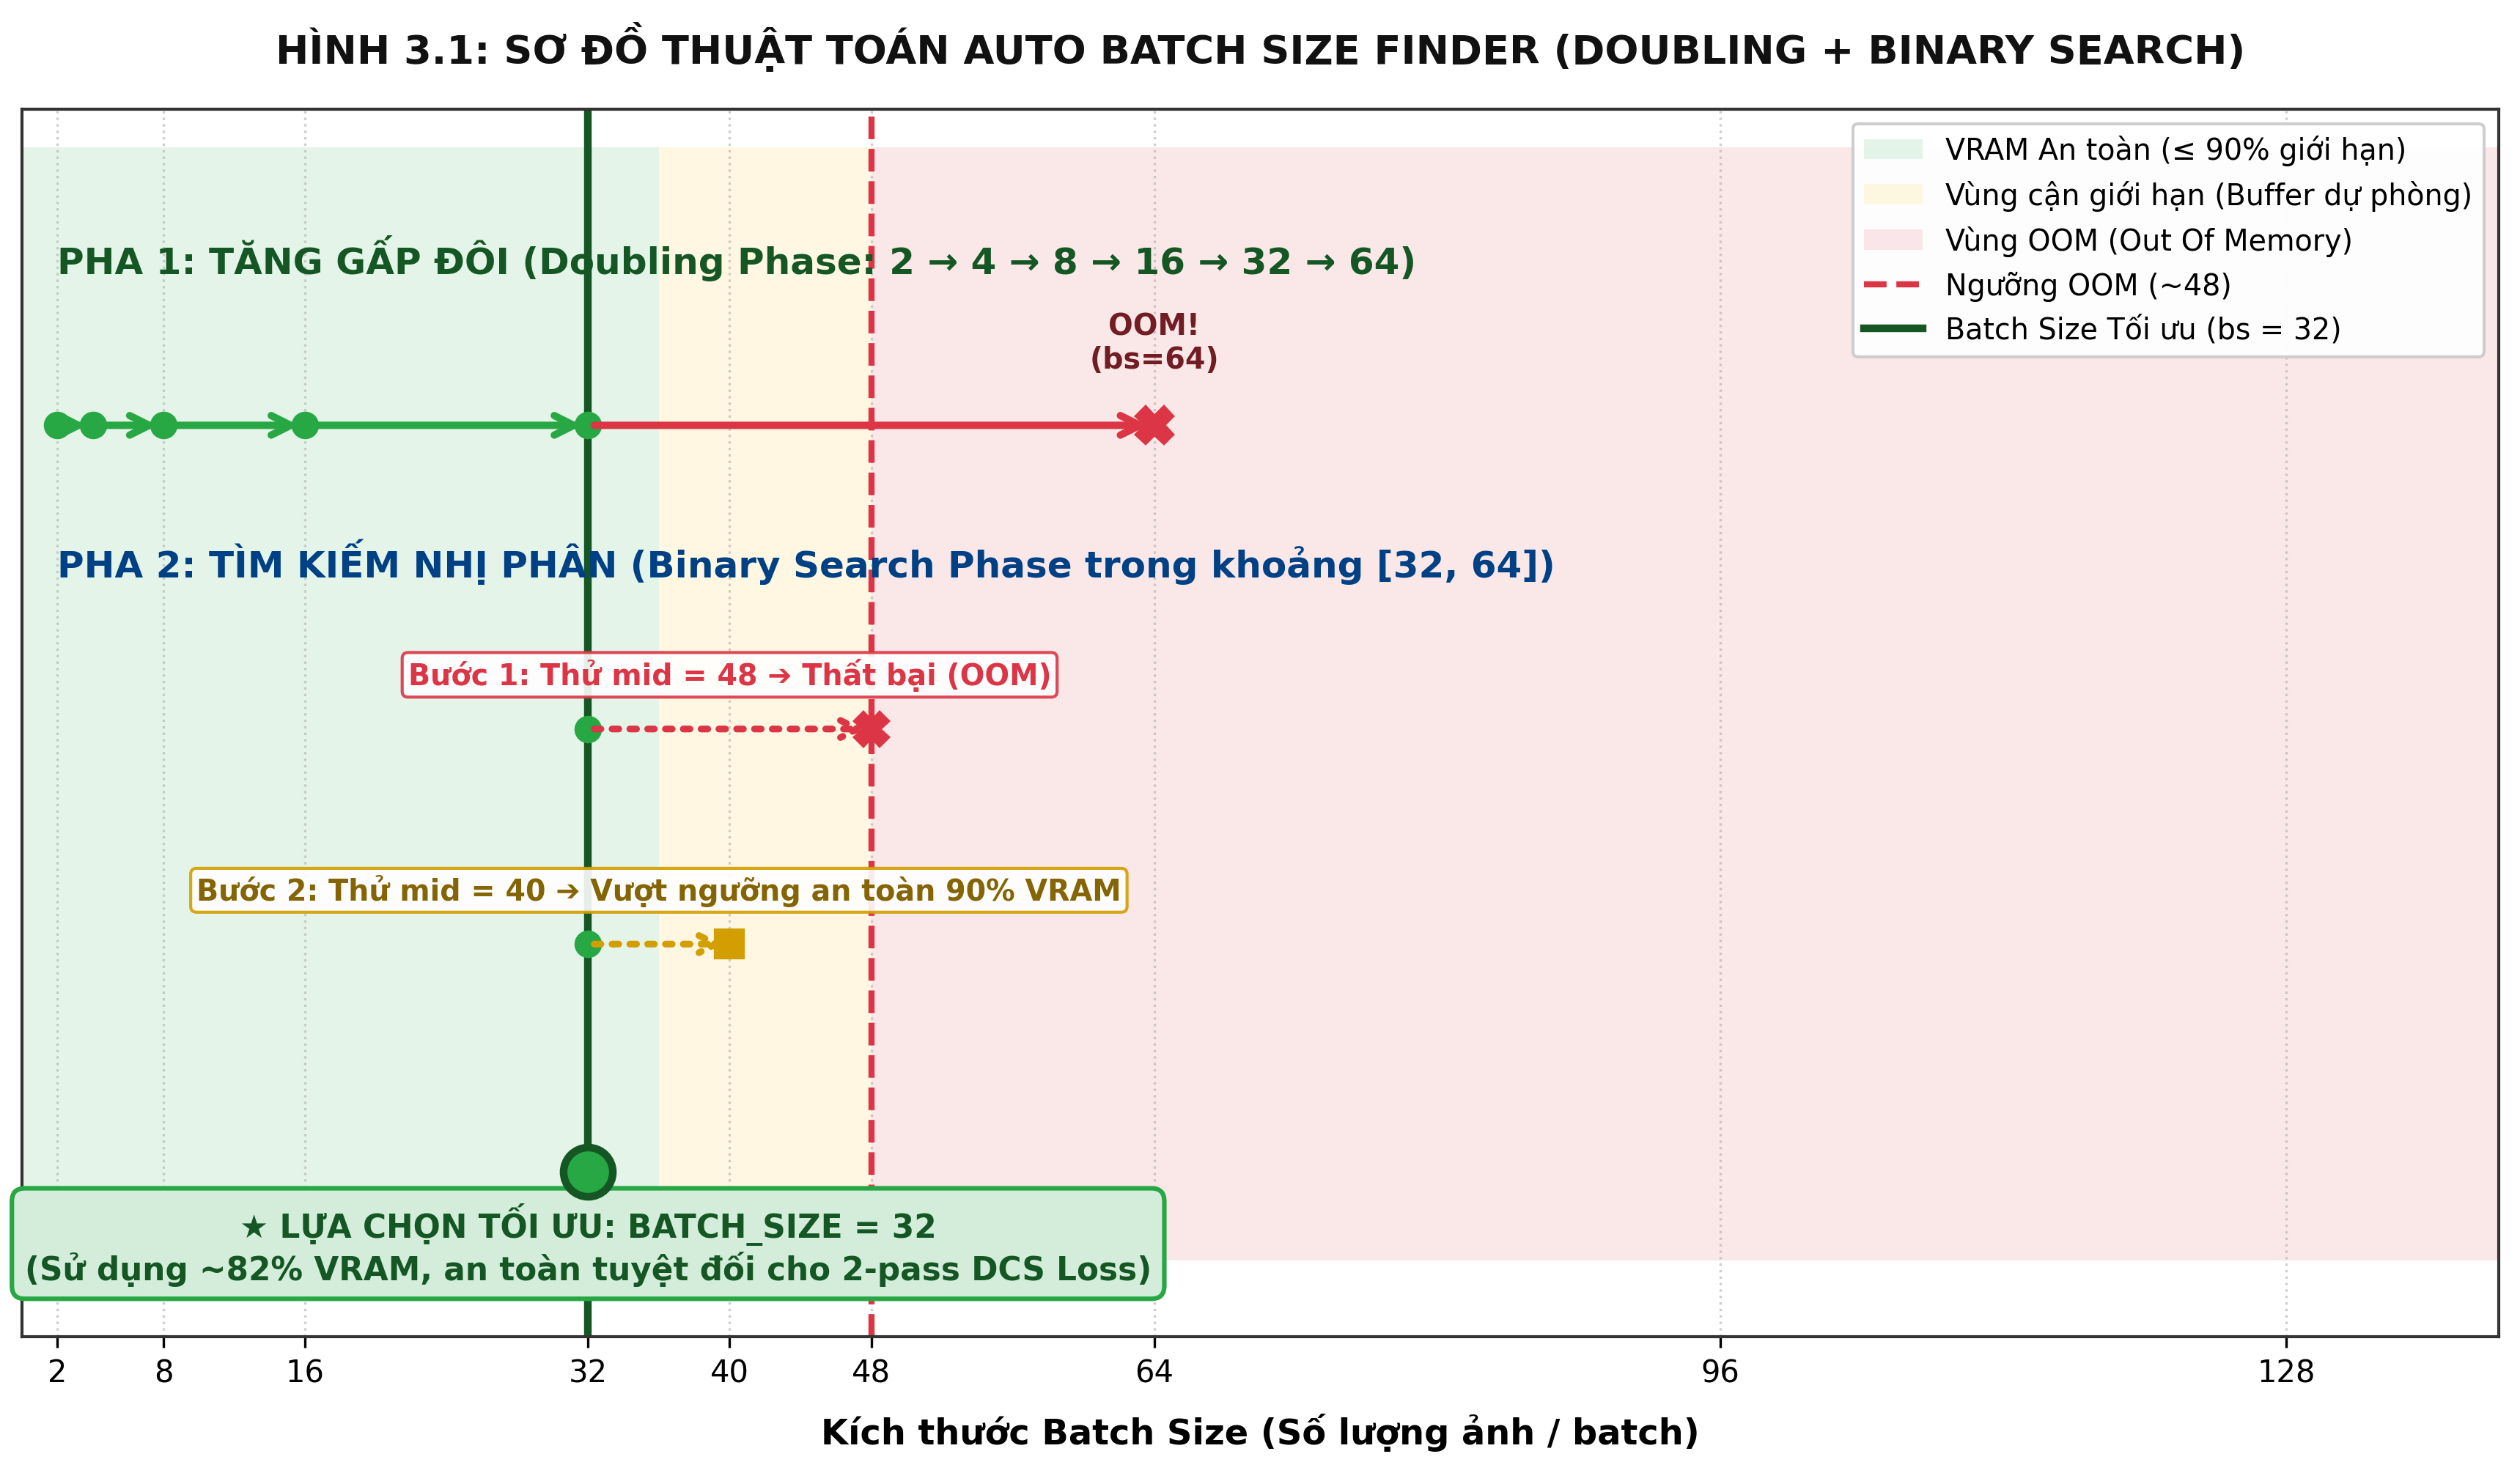 HÌNH 3.1: SƠ ĐỒ THUẬT TOÁN AUTO BATCH SIZE FINDER (DOUBLING + BINARY SEARCH)
VRAM An toàn (≤ 90% giới hạn)
Vùng cận giới hạn (Buffer dự phòng)
Vùng OOM (Out Of Memory)
Ngưỡng OOM (~48)
Batch Size Tối ưu (bs = 32)
PHA 1: TĂNG GẤP ĐÔI (Doubling Phase: 2 → 4 → 8 → 16 → 32 → 64)
OOM!
(bs=64)
PHA 2: TÌM KIẾM NHỊ PHÂN (Binary Search Phase trong khoảng [32, 64])
Bước 1: Thử mid = 48 ➔ Thất bại (OOM)
Bước 2: Thử mid = 40 ➔ Vượt ngưỡng an toàn 90% VRAM
★ LỰA CHỌN TỐI ƯU: BATCH_SIZE = 32
(Sử dụng ~82% VRAM, an toàn tuyệt đối cho 2-pass DCS Loss)
2 8 16 32 40 48 64 96 128
Kích thước Batch Size (Số lượng ảnh / batch)